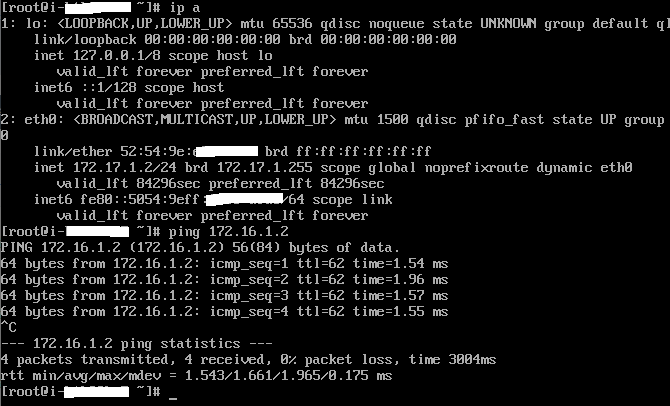 [root@i- ~]# ip a
1: lo: <LOOPBACK,UP,LOWER_UP> mtu 65536 qdisc noqueue state UNKNOWN group default ql
link/loopback 00:00:00:00:00:00 brd 00:00:00:00:00:00
inet 127.0.0.1/8 scope host lo
valid_lft forever preferred_lft forever
inet6 ::1/128 scope host
valid_lft forever preferred_lft forever
2: eth0: <BROADCAST,MULTICAST,UP,LOWER_UP> mtu 1500 qdisc pfifo_fast state UP group
0
link/ether 52:54:9e: brd ff:ff:ff:ff:ff:ff
inet 172.17.1.2/24 brd 172.17.1.255 scope global noprefixroute dynamic eth0
valid_lft 84296sec preferred_lft 84296sec
inet6 fe80::5054:9eff: /64 scope link
valid_lft forever preferred_lft forever
[root@i- ~]# ping 172.16.1.2
PING 172.16.1.2 (172.16.1.2) 56(84) bytes of data.
64 bytes from 172.16.1.2: icmp_seq=1 ttl=62 time=1.54 ms
64 bytes from 172.16.1.2: icmp_seq=2 ttl=62 time=1.96 ms
64 bytes from 172.16.1.2: icmp_seq=3 ttl=62 time=1.57 ms
64 bytes from 172.16.1.2: icmp_seq=4 ttl=62 time=1.55 ms
^C
--- 172.16.1.2 ping statistics ---
4 packets transmitted, 4 received, 0% packet loss, time 3004ms
rtt min/avg/max/mdev = 1.543/1.661/1.965/0.175 ms
[root@i- ~]# _